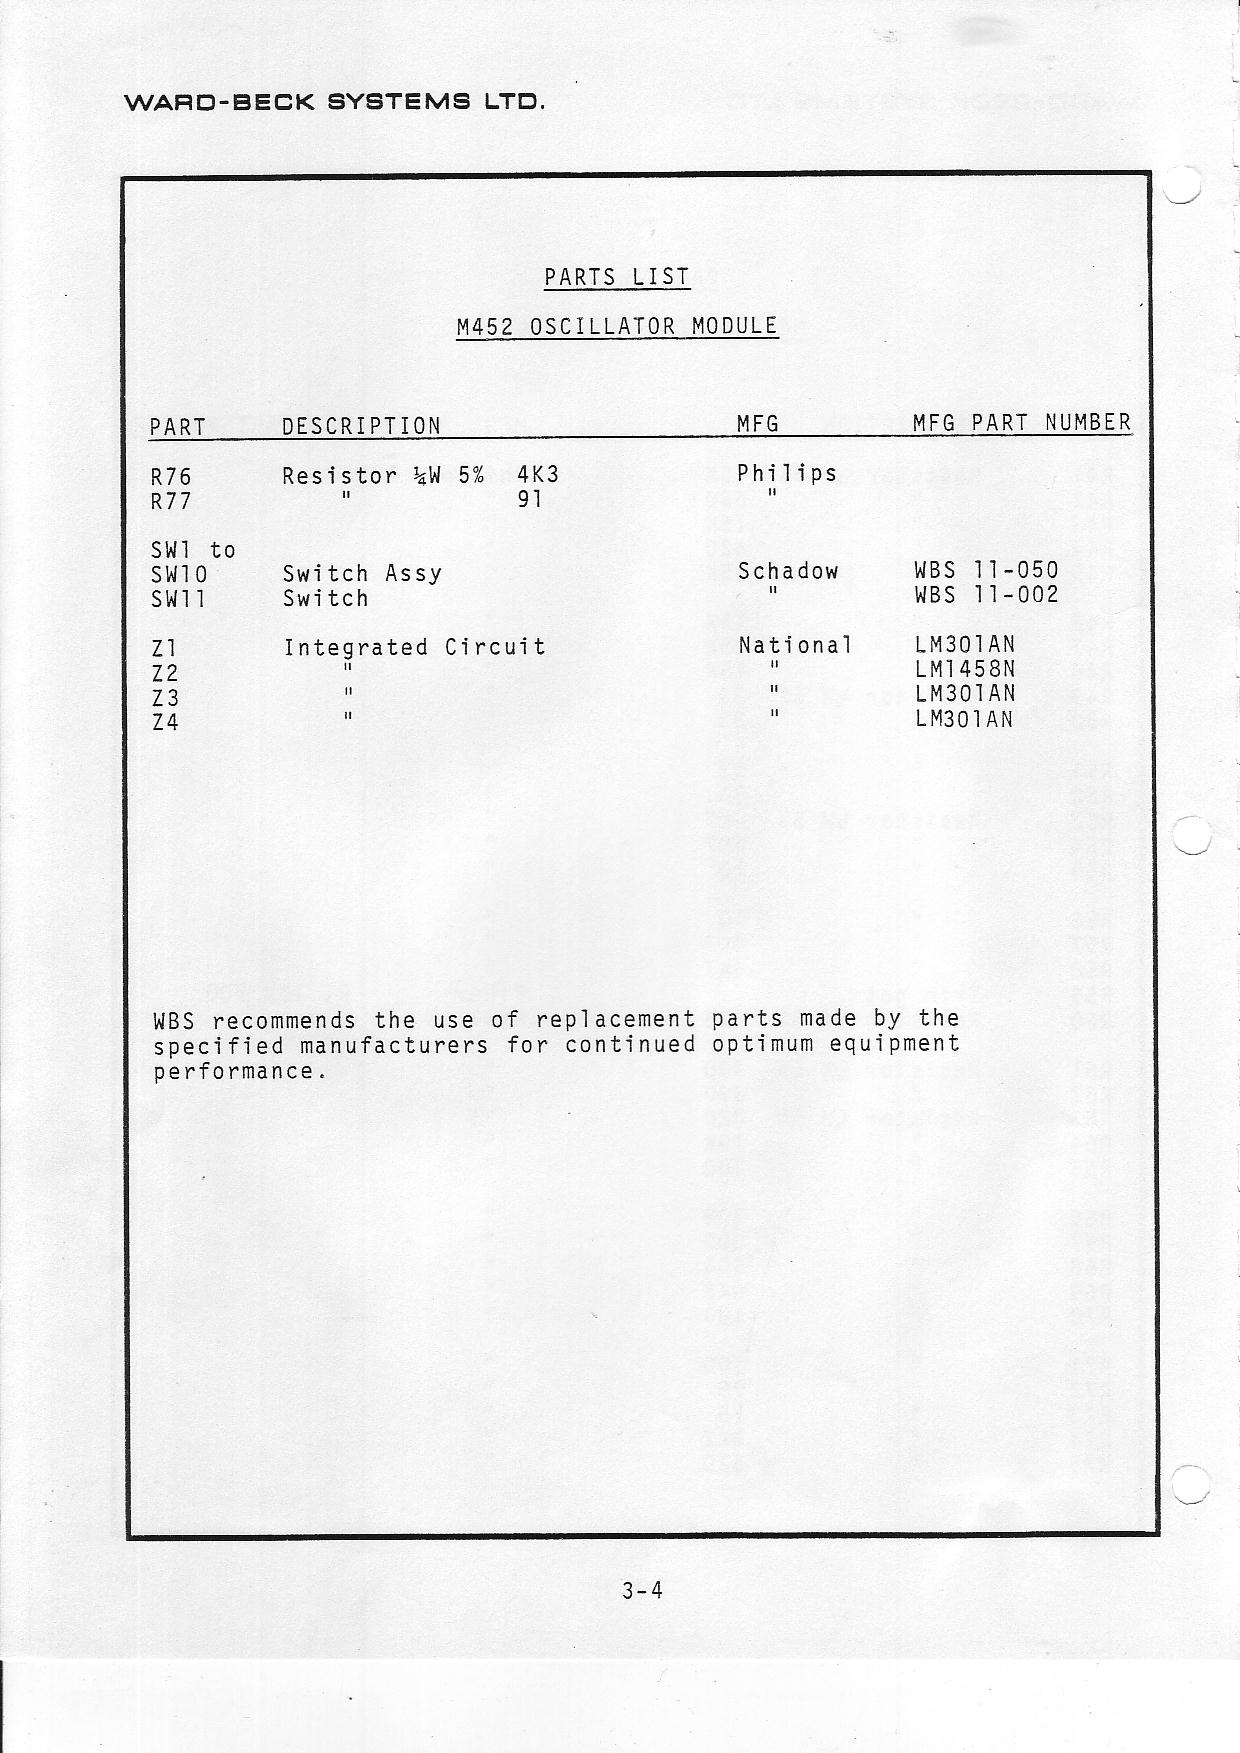 WARD-BECK SYSTEMS LTD.
PARTS LIST
M452 OSCILLATOR MODULE
PART DESCRIPTION MFG MFG PART NUMBER
R76 Resistor ¼W 5% 4K3 Philips
R77 " 91 "
SW1 to
SW10 Switch Assy Schadow WBS 11-050
SW11 Switch " WBS 11-002
Z1 Integrated Circuit National LM301AN
Z2 " " LM1458N
Z3 " " LM301AN
Z4 " " LM301AN
WBS recommends the use of replacement parts made by the
specified manufacturers for continued optimum equipment
performance.
3-4